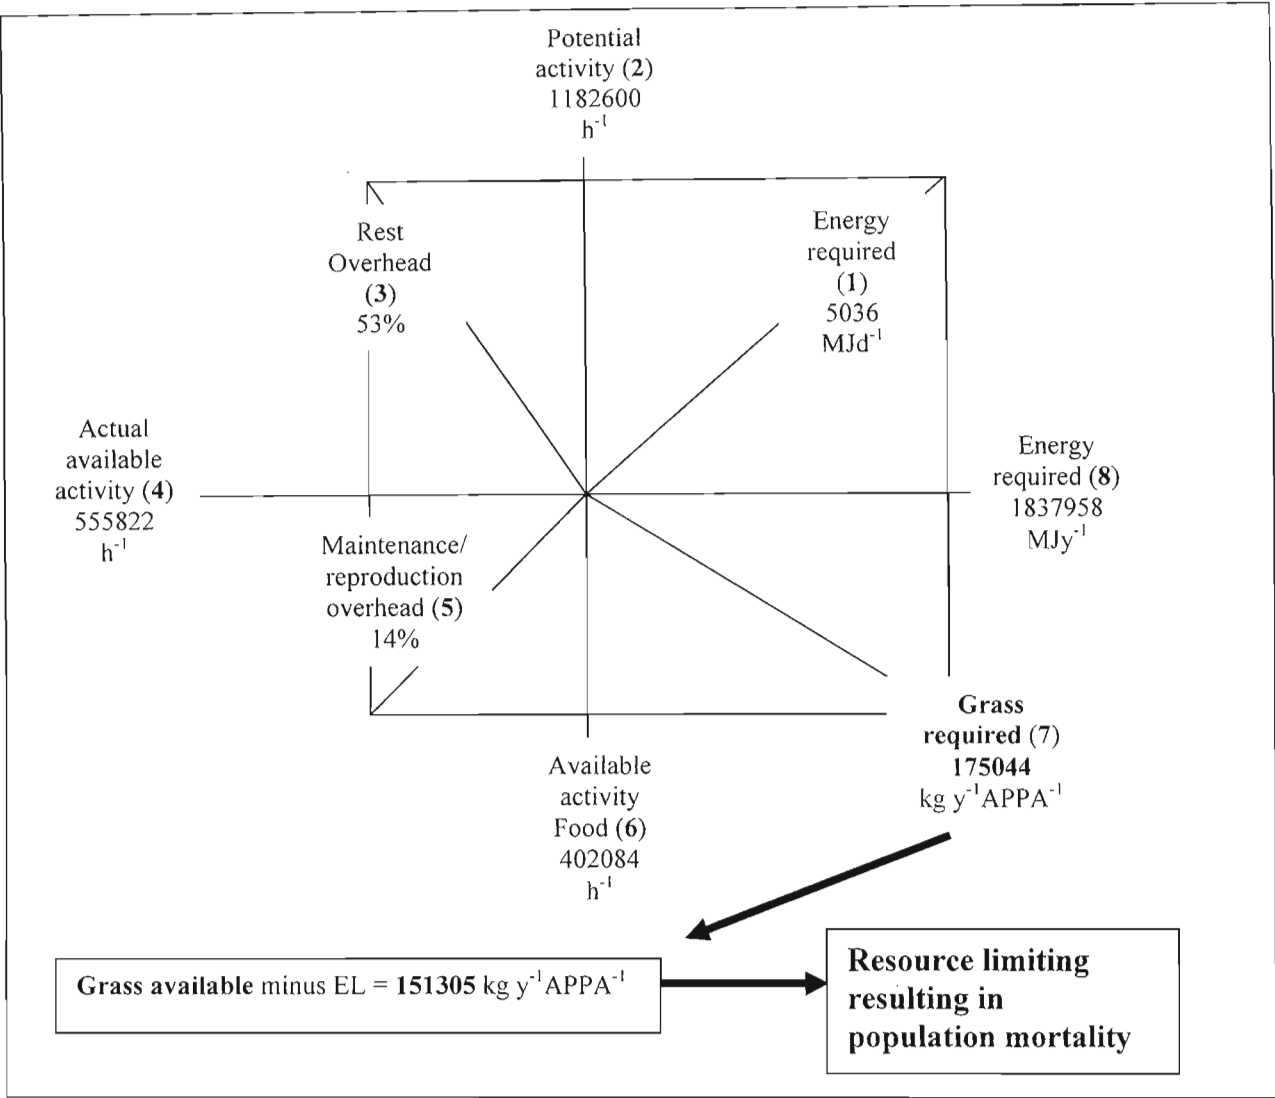 Potential
activity (2)
1182600
h⁻¹
Rest
Overhead
(3)
53%
Energy
required
(1)
5036
MJd⁻¹
Actual
available
activity (4)
555822
h⁻¹
Energy
required (8)
1837958
MJy⁻¹
Maintenance/
reproduction
overhead (5)
14%
Grass
required (7)
175044
kg y⁻¹APPA⁻¹
Available
activity
Food (6)
402084
h⁻¹
Grass available minus EL = 151305 kg y⁻¹APPA⁻¹
Resource limiting
resulting in
population mortality